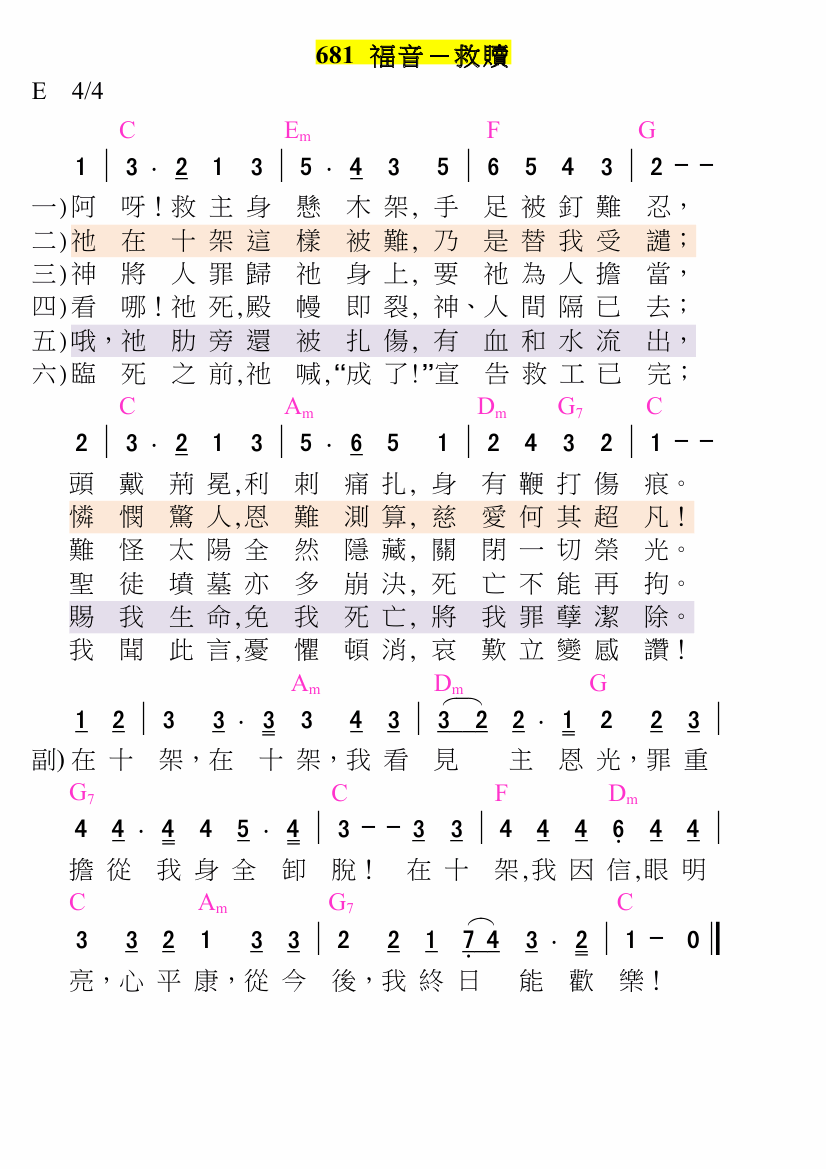 681 福音－救贖
E 4/4
C Em F G
1 | 3 · 2 1 3 | 5 · 4 3 5 | 6 5 4 3 | 2 － －
一)阿呀!救主身懸木架,手足被釘難忍，
二)祂在十架這樣被難,乃是替我受譴；
三)神將人罪歸祂身上,要祂為人擔當，
四)看哪!祂死,殿幔即裂,神、人間隔已去；
五)哦，祂肋旁還被扎傷,有血和水流出，
六)臨死之前,祂喊,“成了!”宣告救工已完；
C Am Dm G7 C
2 | 3 · 2 1 3 | 5 · 6 5 1 | 2 4 3 2 | 1 － －
頭戴荊冕,利刺痛扎,身有鞭打傷痕。
憐憫驚人,恩難測算,慈愛何其超凡!
難怪太陽全然隱藏,關閉一切榮光。
聖徒墳墓亦多崩決,死亡不能再拘。
賜我生命,免我死亡,將我罪孽潔除。
我聞此言,憂懼頓消,哀歎立變感讚!
Am Dm G
1 2 | 3 3 · 3 3 4 3 | 3 2 2 · 1 2 2 3 |
副)在十架，在十架，我看見主恩光，罪重
G7 C F Dm
4 4 · 4 4 5 · 4 | 3 － － 3 3 | 4 4 4 6 4 4 |
擔從我身全卸脫! 在十架,我因信,眼明
C Am G7 C
3 3 2 1 3 3 | 2 2 1 7 4 3 · 2 | 1 － 0 ‖
亮，心平康，從今後，我終日能歡樂!